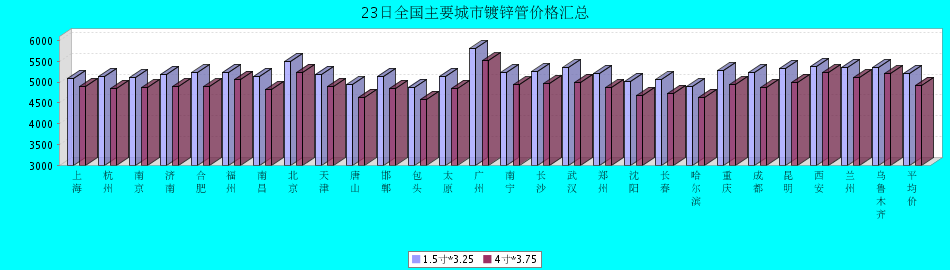 23日全国主要城市镀锌管价格汇总
6000
5500
5000
4500
4000
3500
3000
上海 杭州 南京 济南 合肥 福州 南昌 北京 天津 唐山 邯郸 包头 太原 广州 南宁 长沙 武汉 郑州 沈阳 长春 哈尔滨 重庆 成都 昆明 西安 兰州 乌鲁木齐 平均价
1.5寸*3.25 4寸*3.75